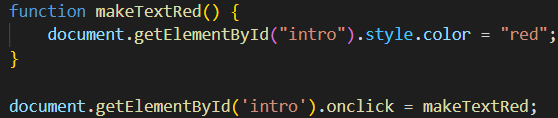 function makeTextRed() {
    document.getElementById("intro").style.color = "red";
}
document.getElementById('intro').onclick = makeTextRed;